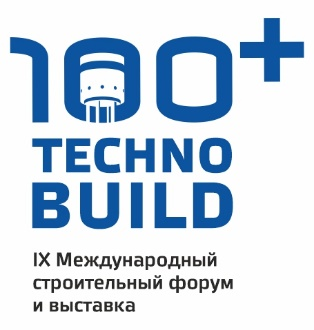 100+
TECHNO
BUILD
IX Международный
строительный форум
и выставка